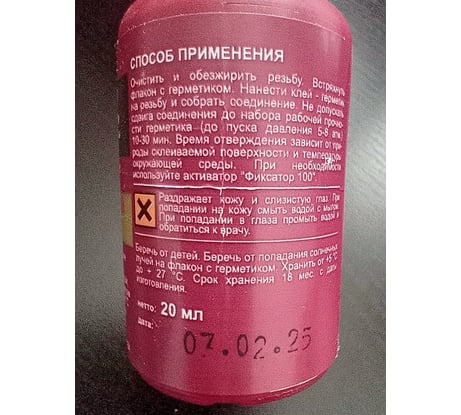 СПОСОБ ПРИМЕНЕНИЯ
Очистить и обезжирить резьбу. Встряхнуть
флакон с герметиком. Нанести клей - герметик
на резьбу и собрать соединение. Не допускать
сдвига соединения до набора рабочей прочно-
сти герметика (до пуска давления 5-8 атм.)
10-30 мин. Время отверждения зависит от при-
роды склеиваемой поверхности и температуры
окружающей среды. При необходимости
используйте активатор "Фиксатор 100".
Раздражает кожу и слизистую глаз. При
попадании на кожу смыть водой с мылом.
При попадании в глаза промыть водой и
обратиться к врачу.
Беречь от детей. Беречь от попадания солнечных
лучей на флакон с герметиком. Хранить от +5 °C
до + 27 °C. Срок хранения 18 мес. с даты
изготовления.
нетто: 20 мл
дата:
07.02.25